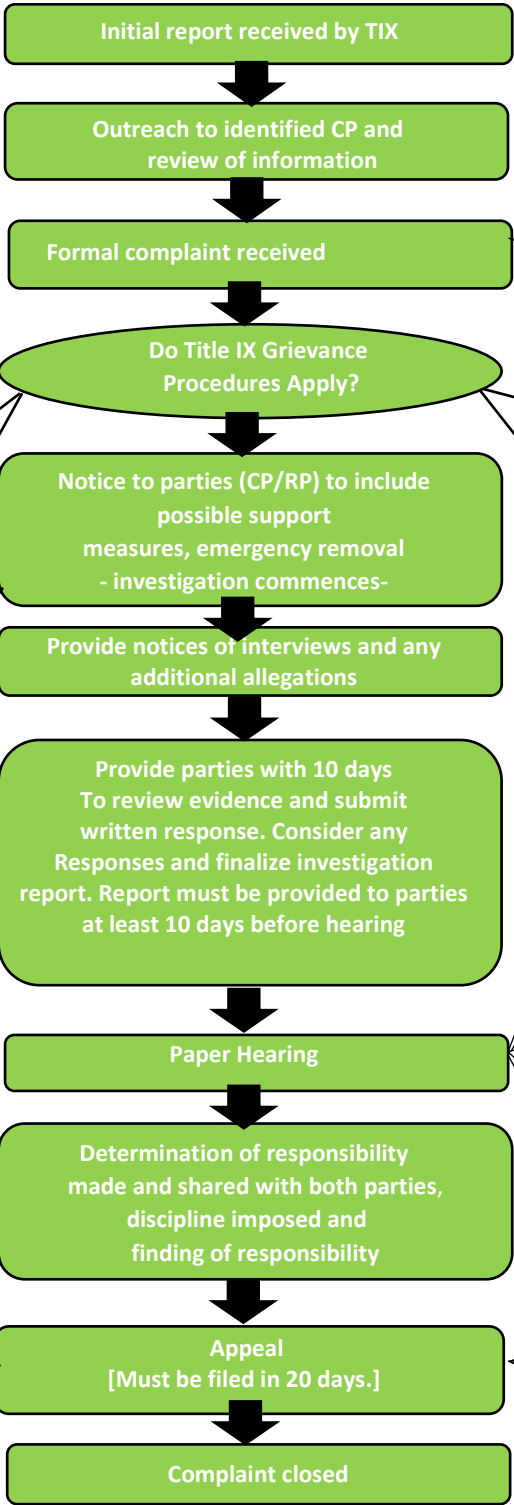 Initial report received by TIX
Outreach to identified CP and
review of information
Formal complaint received
Do Title IX Grievance
Procedures Apply?
Notice to parties (CP/RP) to include
possible support
measures, emergency removal
- investigation commences-
Provide notices of interviews and any
additional allegations
Provide parties with 10 days
To review evidence and submit
written response. Consider any
Responses and finalize investigation
report. Report must be provided to parties
at least 10 days before hearing
Paper Hearing
Determination of responsibility
made and shared with both parties,
discipline imposed and
finding of responsibility
Appeal
[Must be filed in 20 days.]
Complaint closed